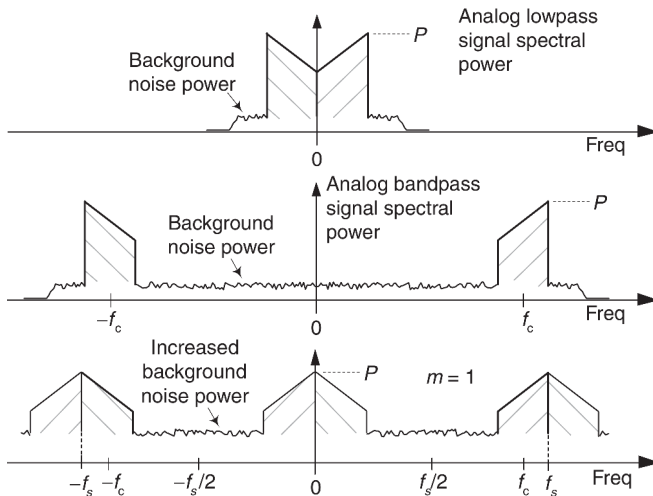 Analog lowpass
signal spectral
power
P
Background
noise power
0
Freq
Analog bandpass
signal spectral
power
P
Background
noise power
−fc
0
fc
Freq
Increased
background
noise power
P
m = 1
−fs
−fc
−fs/2
0
fs/2
fc
fs
Freq